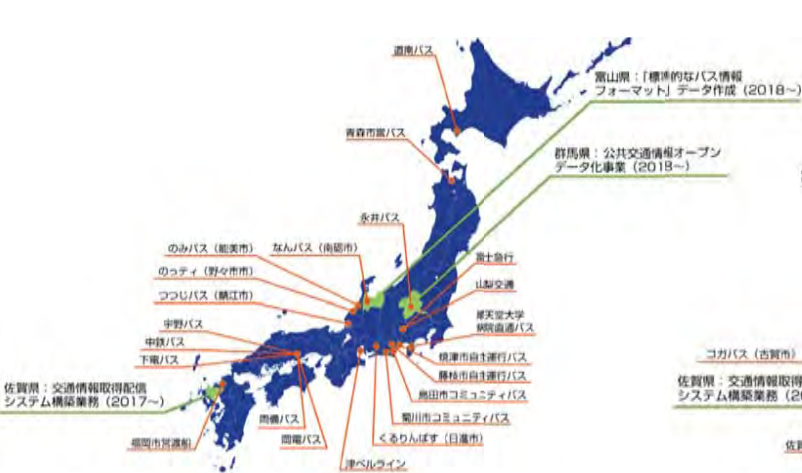 道南バス
富山県：「標準的なバス情報
フォーマット」データ作成（2018～）
青森市営バス
群馬県：公共交通情報オープン
データ化事業（2018～）
永井バス
のみバス（能美市）
なんバス（南砺市）
富士急行
のっティ（野々市市）
山梨交通
つつじバス（鯖江市）
順天堂大学
病院直通バス
宇野バス
中鉄バス
下電バス
焼津市自主運行バス
コガバス（古賀市）
藤枝市自主運行バス
佐賀県：交通情報取得配信
システム構築業務（2017～）
佐賀県：交通情報取得
システム構築業務（20
島田市コミュニティバス
両備バス
菊川市コミュニティバス
岡電バス
くるりんばす（日進市）
福岡市営渡船
津ベルライン